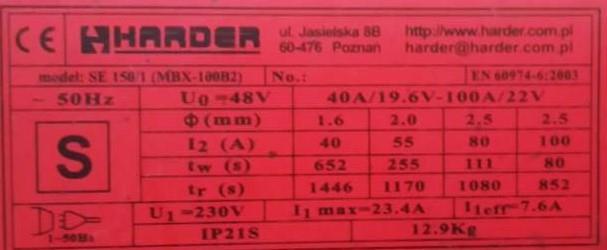 CE HARDER ul. Jasielska 8B http://www.harder.com.pl
60-476 Poznań harder@harder.com.pl
model: SE 150/1 (MBX-100B2) No.: EN 60974-6:2003
~ 50Hz U0 =48V 40A/19.6V-100A/22V
Φ (mm) 1.6 2.0 2.5 2.5
S I2 (A) 40 55 80 100
tw (s) 652 255 111 80
tr (s) 1446 1170 1080 852
U1 =230V I1 max=23.4A I1eff=7.6A
1~50Hz IP21S 12.9Kg